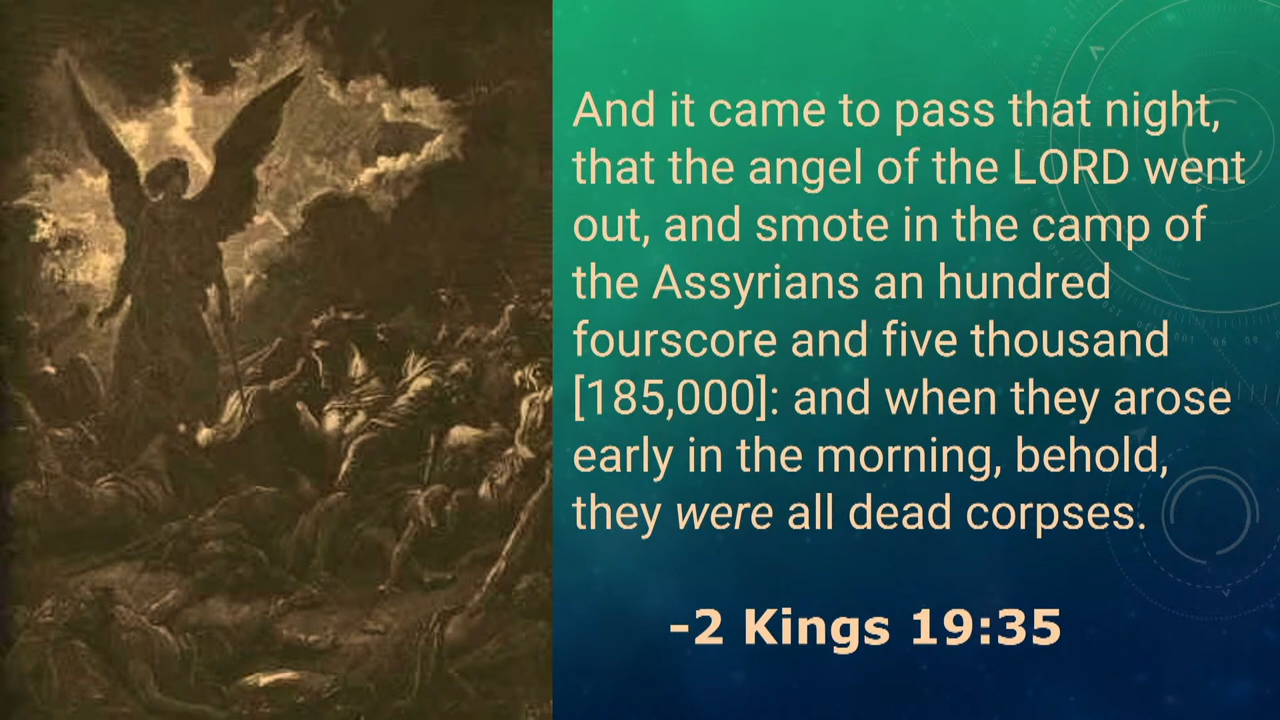 And it came to pass that night,
that the angel of the LORD went
out, and smote in the camp of
the Assyrians an hundred
fourscore and five thousand
[185,000]: and when they arose
early in the morning, behold,
they were all dead corpses.
-2 Kings 19:35